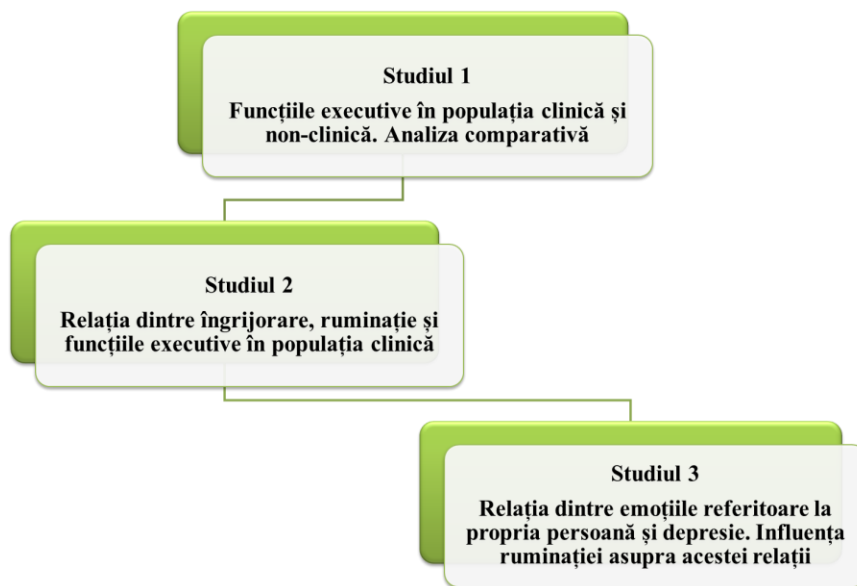 Studiul 1
Funcțiile executive în populația clinică și
non-clinică. Analiza comparativă
Studiul 2
Relația dintre îngrijorare, ruminație și
funcțiile executive în populația clinică
Studiul 3
Relația dintre emoțiile referitoare la
propria persoană și depresie. Influența
ruminației asupra acestei relații